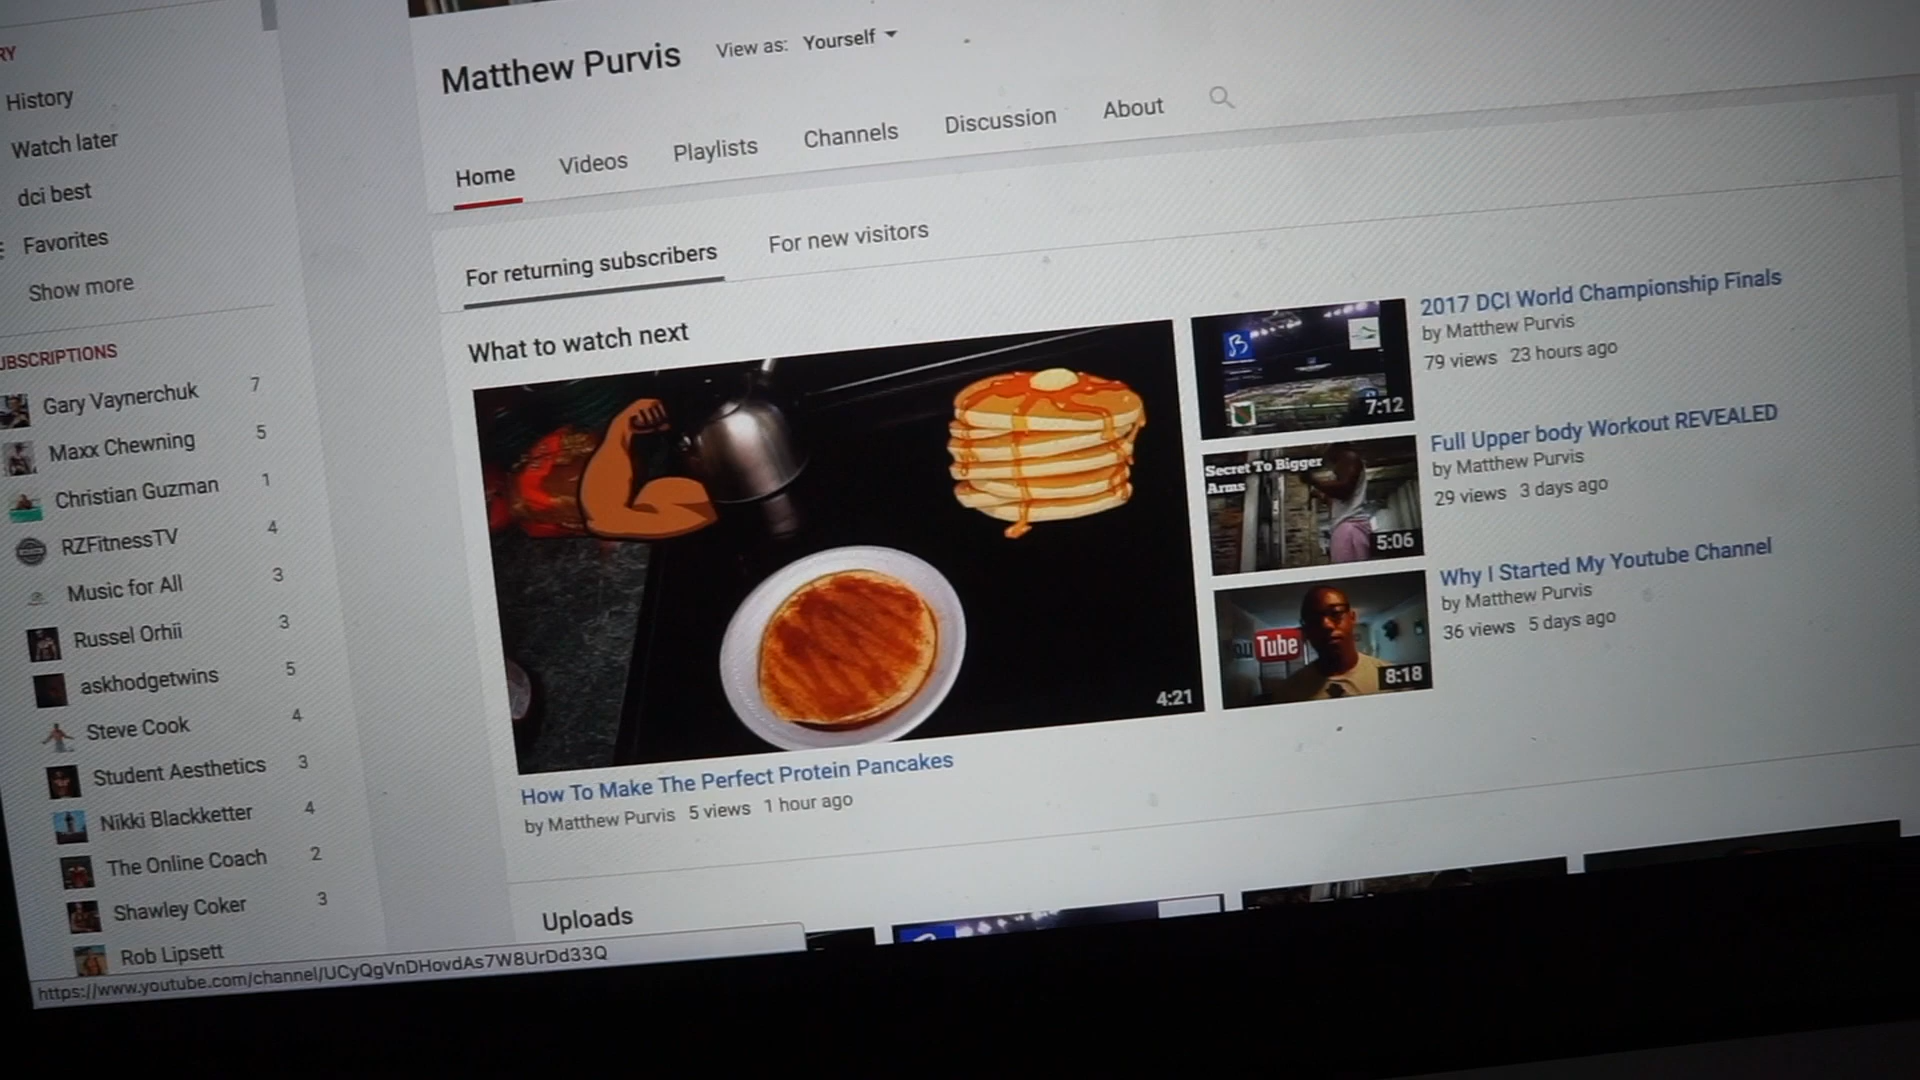 RY
History
Watch later
dci best
Favorites
Show more
UBSCRIPTIONS
Gary Vaynerchuk 7
Maxx Chewning 5
Christian Guzman 1
RZFitnessTV 4
Music for All 3
Russel Orhii 3
askhodgetwins 5
Steve Cook 4
Student Aesthetics 3
Nikki Blackketter 4
The Online Coach 2
Shawley Coker 3
Rob Lipsett
https://www.youtube.com/channel/UCyQgVnDHovdAs7W8UrDd33Q
Matthew Purvis View as: Yourself
Home Videos Playlists Channels Discussion About
For returning subscribers For new visitors
What to watch next
4:21
How To Make The Perfect Protein Pancakes
by Matthew Purvis 5 views 1 hour ago
7:12
2017 DCI World Championship Finals
by Matthew Purvis
79 views 23 hours ago
Secret To Bigger
Arms
5:06
Full Upper body Workout REVEALED
by Matthew Purvis
29 views 3 days ago
ou Tube
8:18
Why I Started My Youtube Channel
by Matthew Purvis
36 views 5 days ago
Uploads